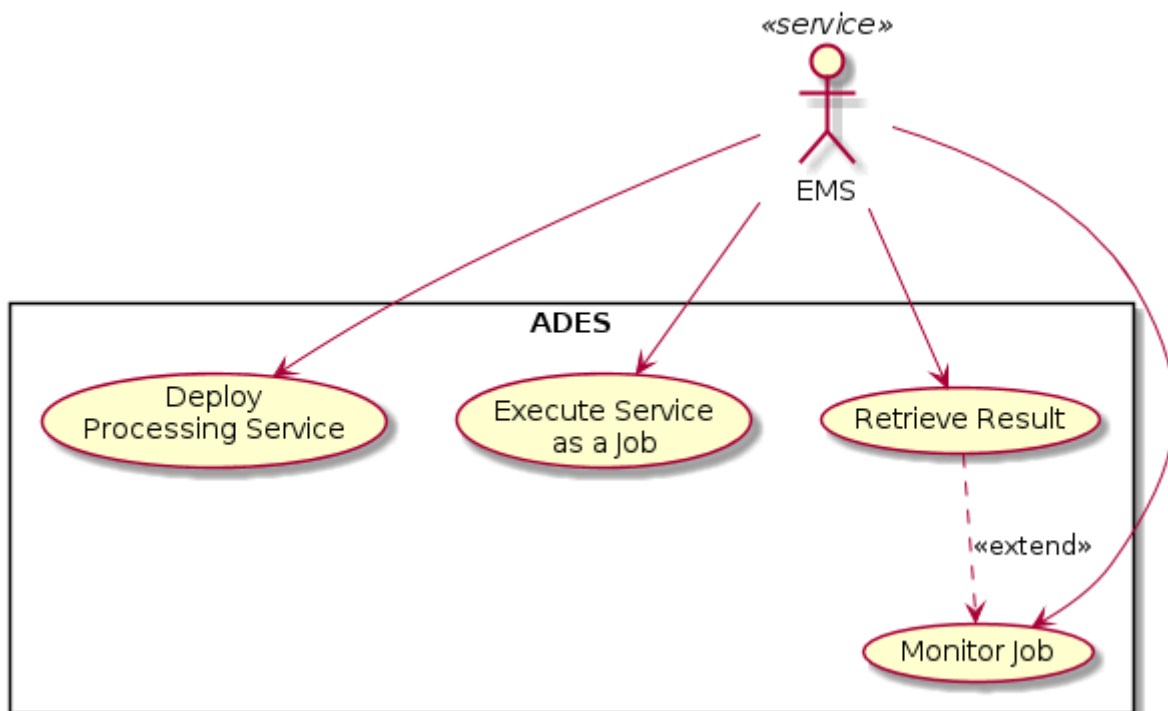 «service»
EMS
ADES
Deploy
Processing Service
Execute Service
as a Job
Retrieve Result
«extend»
Monitor Job